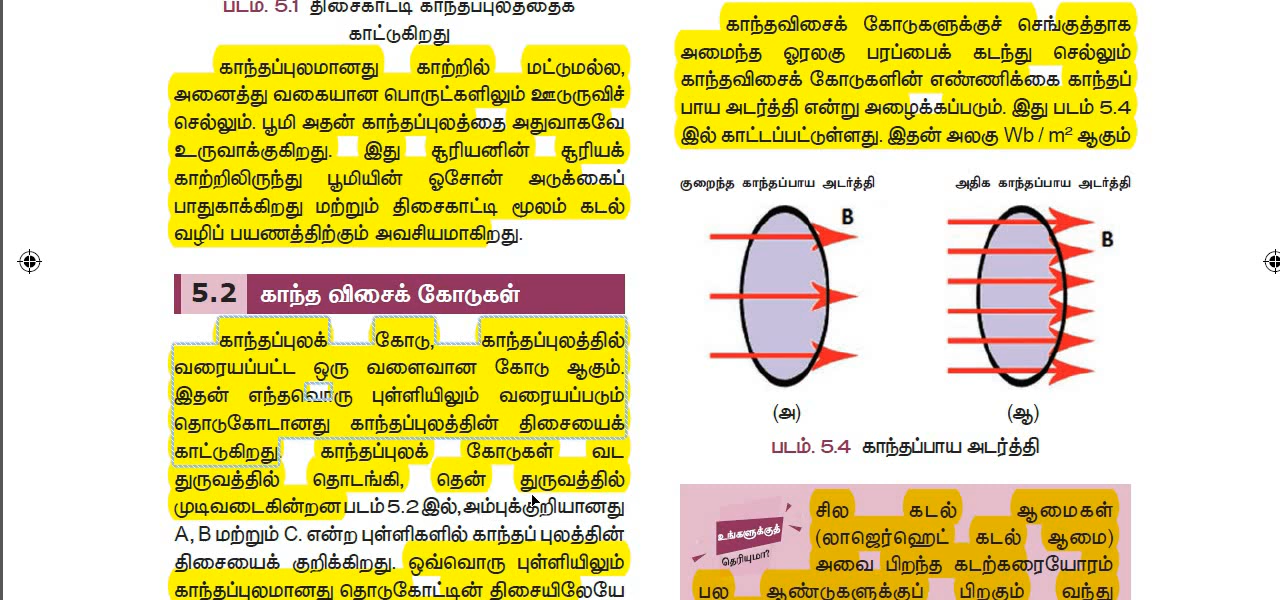 படம். 5.1 திசைகாட்டி காந்தப்புலத்தைக்
காட்டுகிறது
காந்தப்புலமானது காற்றில் மட்டுமல்ல,
அனைத்து வகையான பொருட்களிலும் ஊடுருவிச்
செல்லும். பூமி அதன் காந்தப்புலத்தை அதுவாகவே
உருவாக்குகிறது. இது சூரியனின் சூரியக்
காற்றிலிருந்து பூமியின் ஓசோன் அடுக்கைப்
பாதுகாக்கிறது மற்றும் திசைகாட்டி மூலம் கடல்
வழிப் பயணத்திற்கும் அவசியமாகிறது.
5.2 காந்த விசைக் கோடுகள்
காந்தப்புலக் கோடு, காந்தப்புலத்தில்
வரையப்பட்ட ஒரு வளைவான கோடு ஆகும்.
இதன் எந்தவொரு புள்ளியிலும் வரையப்படும்
தொடுகோடானது காந்தப்புலத்தின் திசையைக்
காட்டுகிறது. காந்தப்புலக் கோடுகள் வட
துருவத்தில் தொடங்கி, தென் துருவத்தில்
முடிவடைகின்றன படம் 5.2 இல், அம்புக்குறியானது
A, B மற்றும் C. என்ற புள்ளிகளில் காந்தப் புலத்தின்
திசையைக் குறிக்கிறது. ஒவ்வொரு புள்ளியிலும்
காந்தப்புலமானது தொடுகோட்டின் திசையிலேயே
காந்தவிசைக் கோடுகளுக்குச் செங்குத்தாக
அமைந்த ஓரலகு பரப்பைக் கடந்து செல்லும்
காந்தவிசைக் கோடுகளின் எண்ணிக்கை காந்தப்
பாய அடர்த்தி என்று அழைக்கப்படும். இது படம் 5.4
இல் காட்டப்பட்டுள்ளது. இதன் அலகு Wb / m² ஆகும்
குறைந்த காந்தப்பாய அடர்த்தி
அதிக காந்தப்பாய அடர்த்தி
B
B
(அ)
(ஆ)
படம். 5.4 காந்தப்பாய அடர்த்தி
உங்களுக்குத்
தெரியுமா?
சில கடல் ஆமைகள்
(லாஜெர்ஹெட் கடல் ஆமை)
அவை பிறந்த கடற்கரையோரம்
பல ஆண்டுகளுக்குப் பிறகும் வந்து